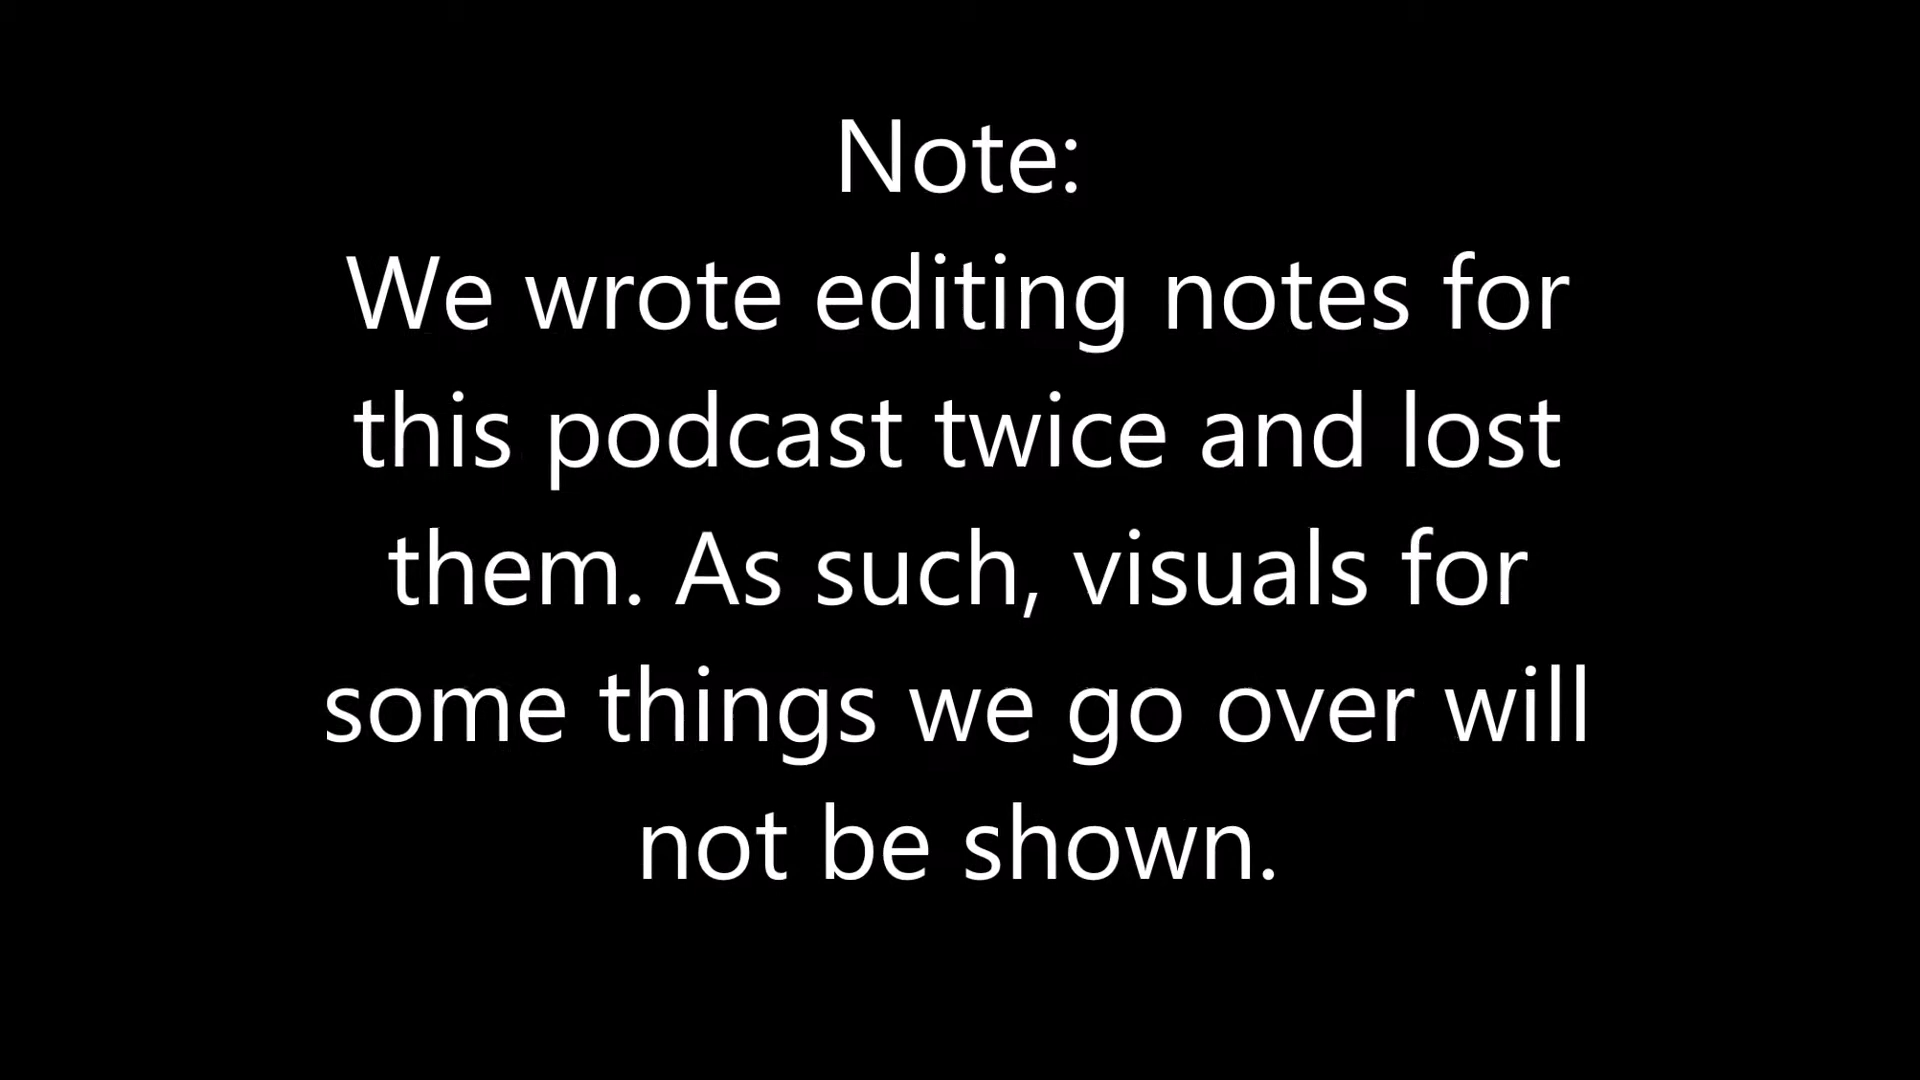 Note:
We wrote editing notes for
this podcast twice and lost
them. As such, visuals for
some things we go over will
not be shown.